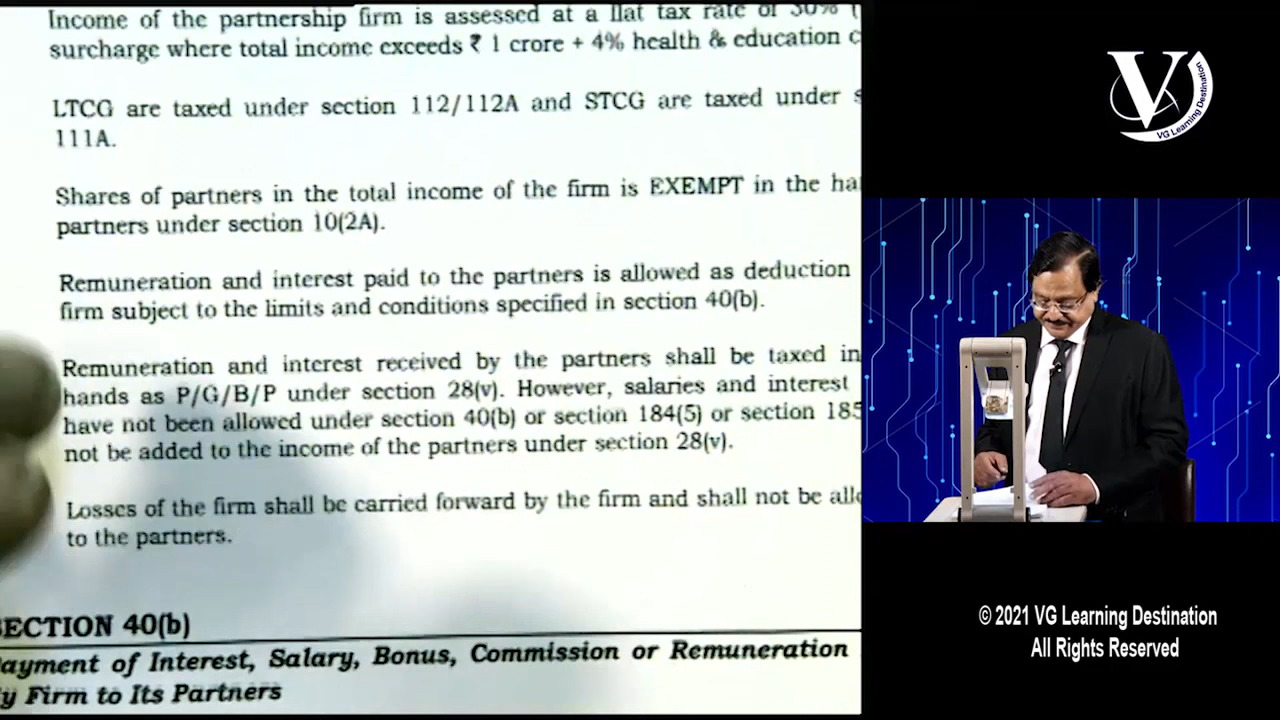 Income of the partnership firm is assessed at a flat tax rate of 30%
surcharge where total income exceeds ₹ 1 crore + 4% health & education c
LTCG are taxed under section 112/112A and STCG are taxed under s
111A.
Shares of partners in the total income of the firm is EXEMPT in the ha
partners under section 10(2A).
Remuneration and interest paid to the partners is allowed as deduction
firm subject to the limits and conditions specified in section 40(b).
Remuneration and interest received by the partners shall be taxed in
hands as P/G/B/P under section 28(v). However, salaries and interest
have not been allowed under section 40(b) or section 184(5) or section 185
not be added to the income of the partners under section 28(v).
Losses of the firm shall be carried forward by the firm and shall not be allo
to the partners.
SECTION 40(b)
ayment of Interest, Salary, Bonus, Commission or Remuneration
y Firm to Its Partners
V
VG Learning Destination
© 2021 VG Learning Destination
All Rights Reserved